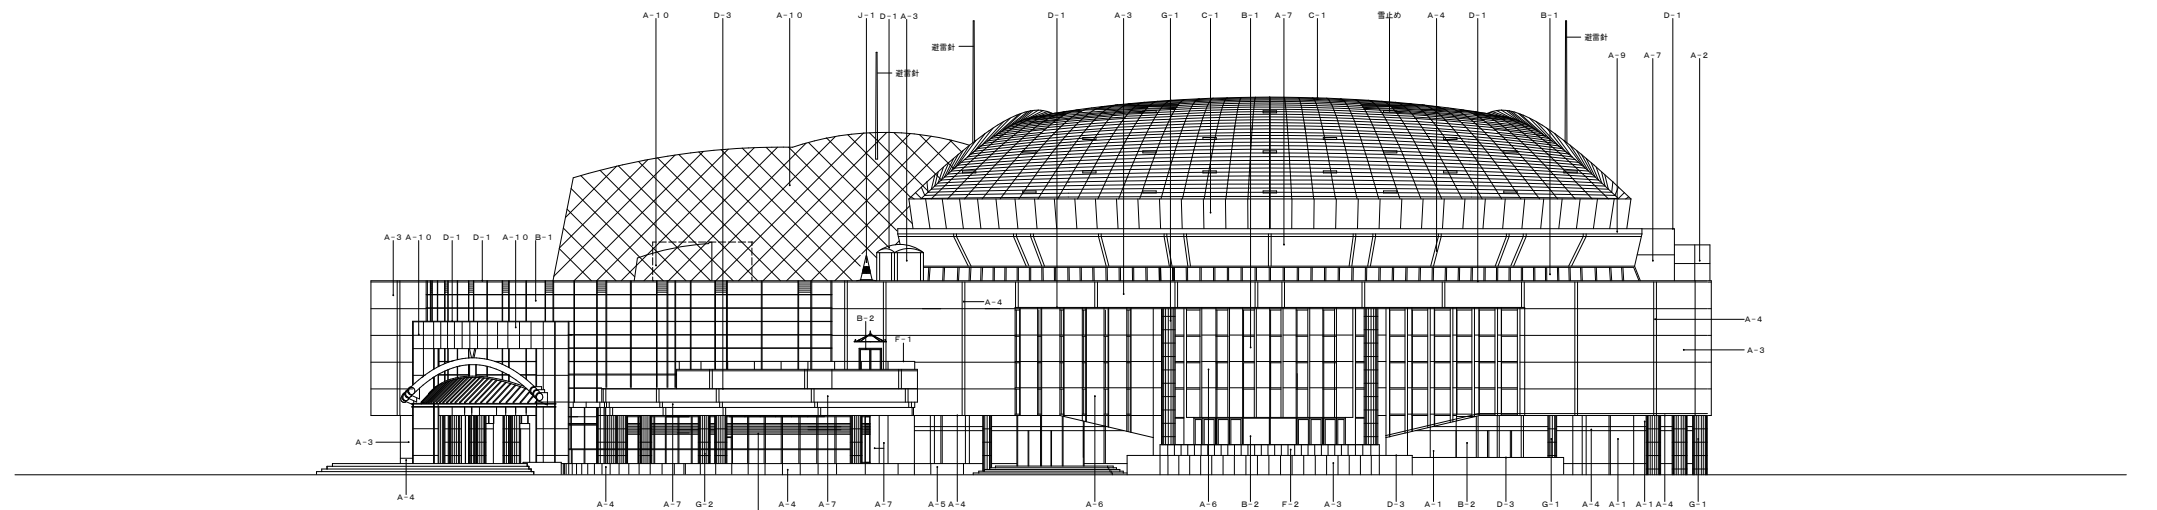 A-10 D-3 A-10 J-1 D-1 A-3 D-1 A-3 G-1 C-1 B-1 A-7 C-1 雪止め A-4 D-1 B-1 D-1
避雷針 避雷針
A-9 A-7 A-2
避雷針
A-3 A-10 D-1 D-1 A-10 B-1
A-4
B-2 A-4
F-1
A-3
A-3
A-4
A-4 A-7 G-2 A-4 A-7 A-7 A-5 A-4 A-6 A-6 B-2 F-2 A-3 D-3 A-1 B-2 D-3 G-1 A-4 A-1 A-1 A-4 G-1